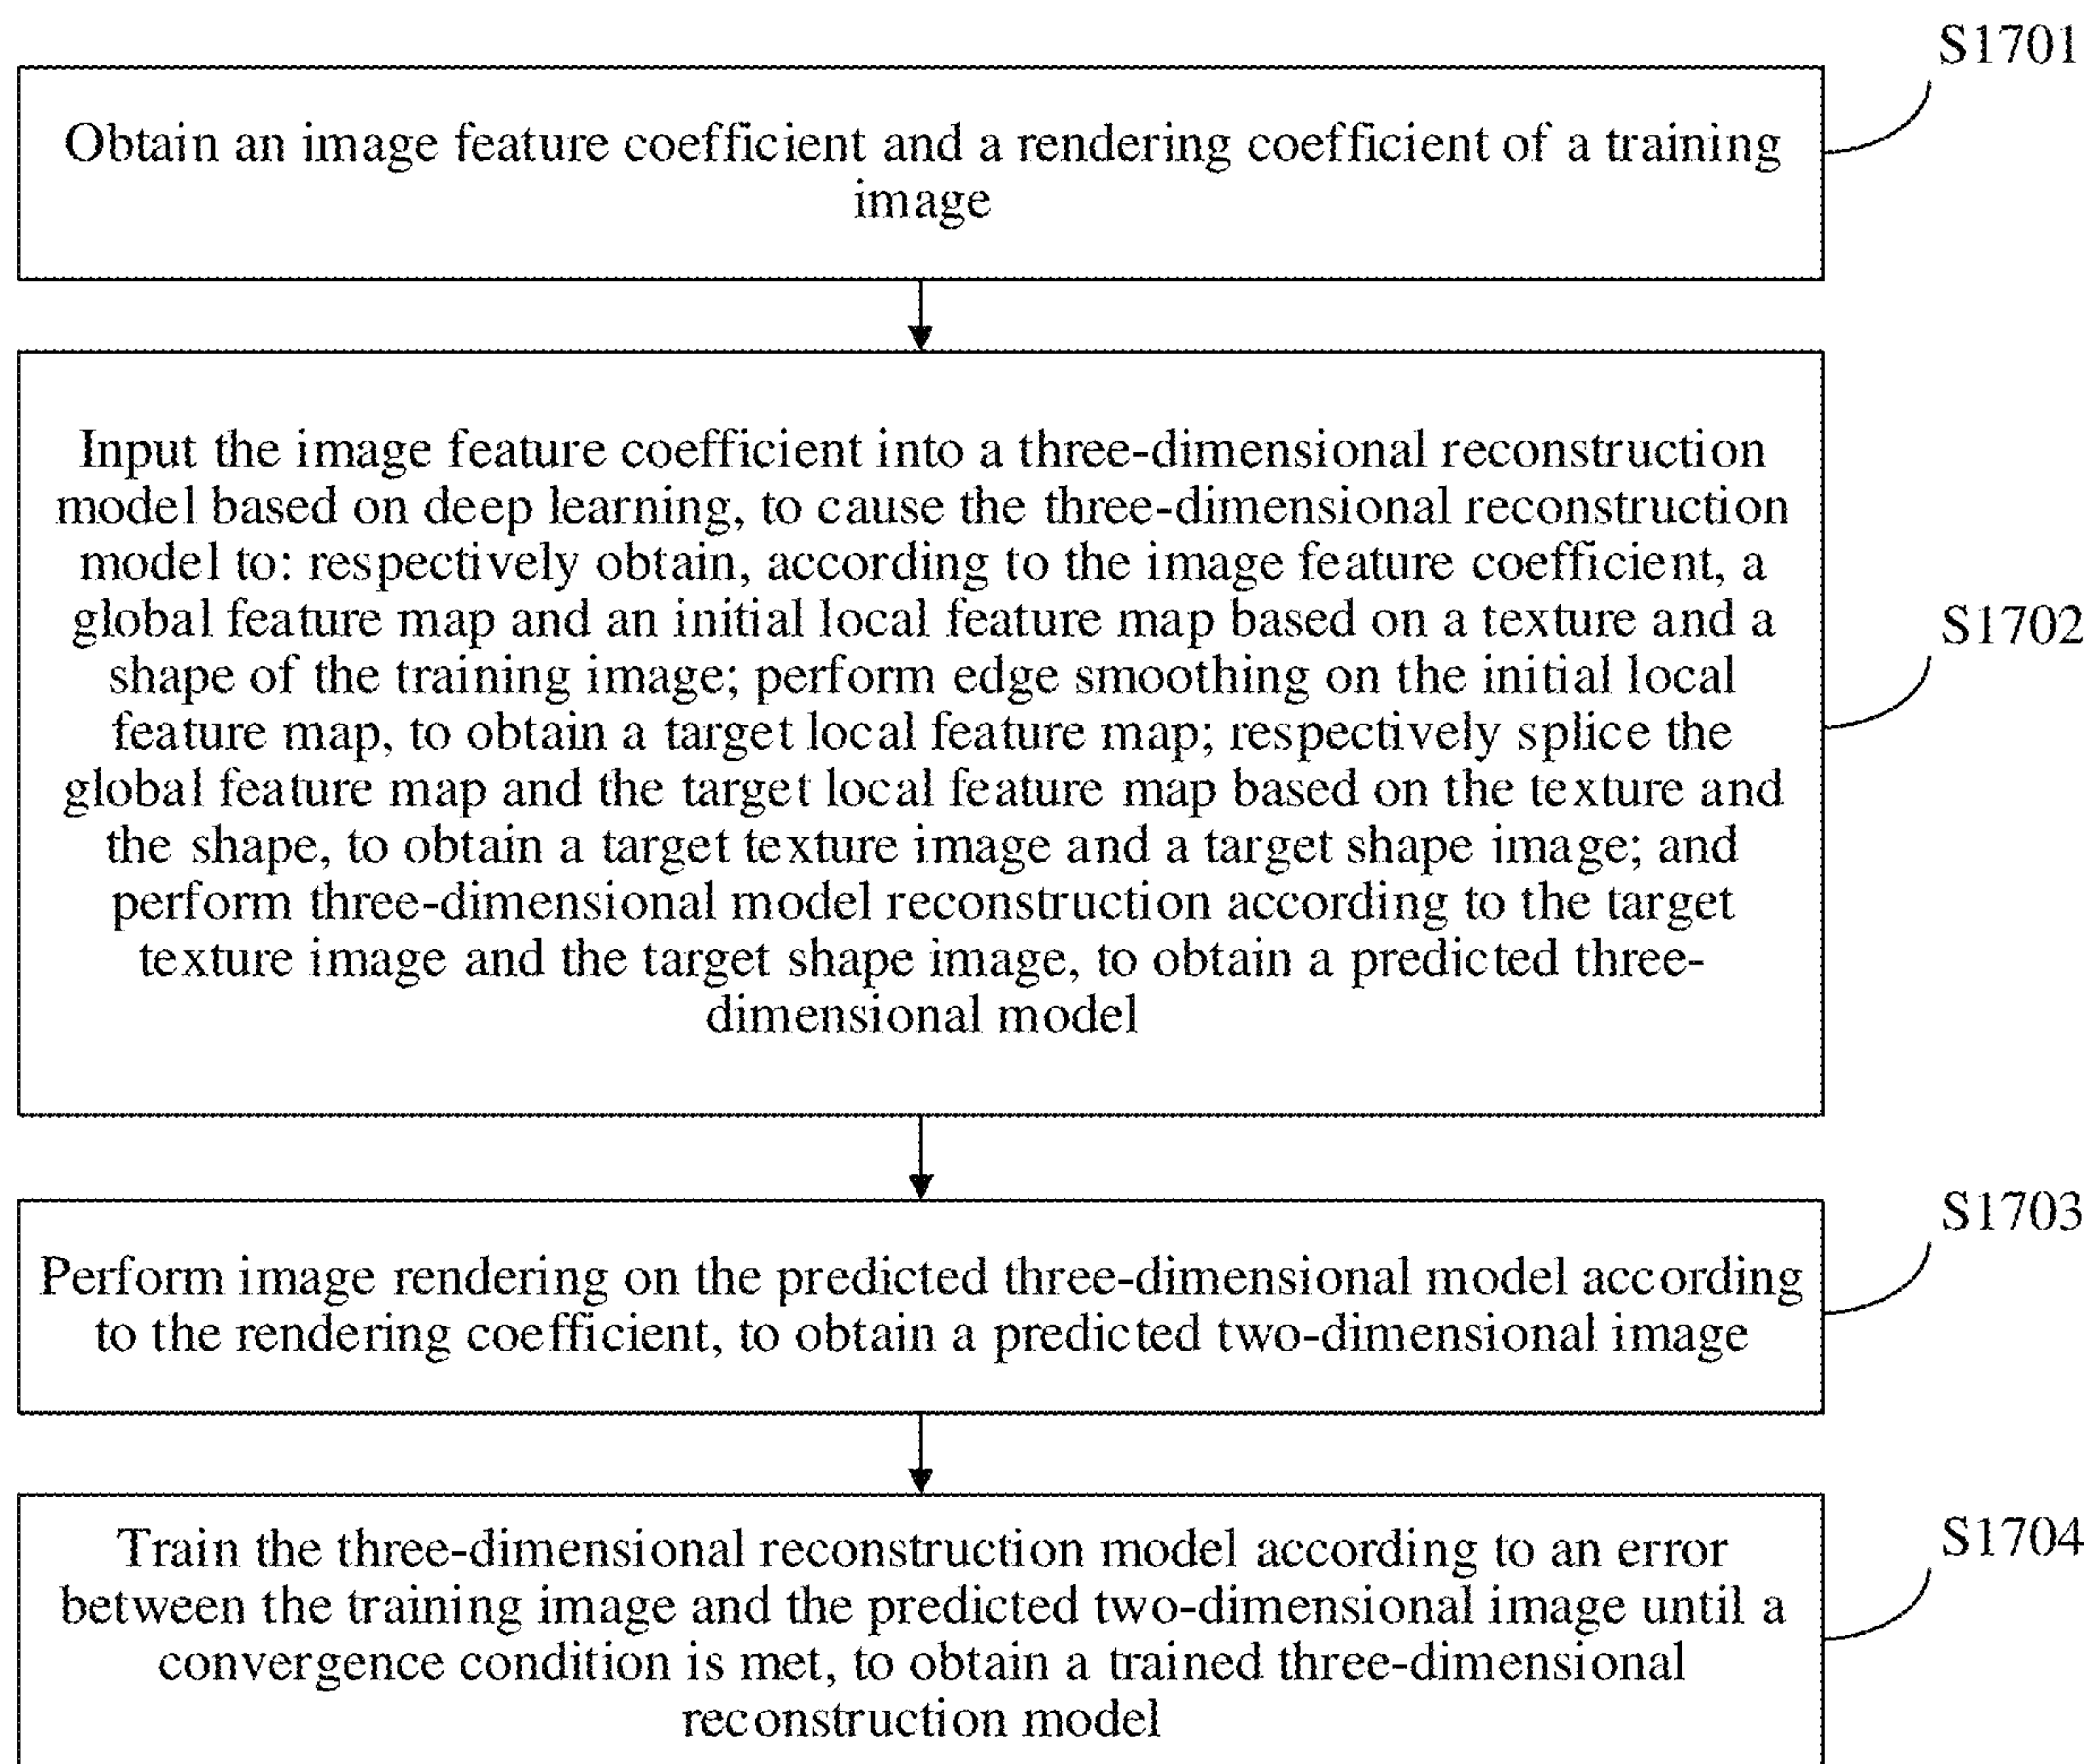 S1701
Obtain an image feature coefficient and a rendering coefficient of a training
image
Input the image feature coefficient into a three-dimensional reconstruction
model based on deep learning, to cause the three-dimensional reconstruction
model to: respectively obtain, according to the image feature coefficient, a
global feature map and an initial local feature map based on a texture and a
shape of the training image; perform edge smoothing on the initial local
feature map, to obtain a target local feature map; respectively splice the
global feature map and the target local feature map based on the texture and
the shape, to obtain a target texture image and a target shape image; and
perform three-dimensional model reconstruction according to the target
texture image and the target shape image, to obtain a predicted three-
dimensional model
S1702
Perform image rendering on the predicted three-dimensional model according
to the rendering coefficient, to obtain a predicted two-dimensional image
S1703
Train the three-dimensional reconstruction model according to an error
between the training image and the predicted two-dimensional image until a
convergence condition is met, to obtain a trained three-dimensional
reconstruction model
S1704